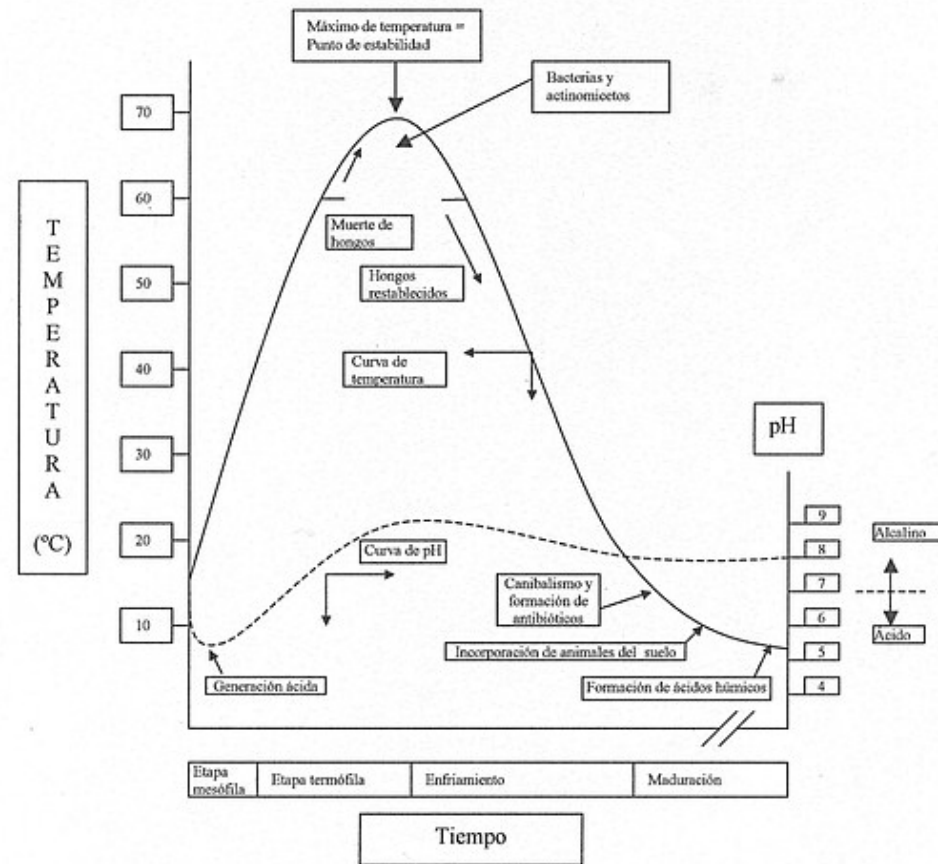 Máximo de temperatura =
Punto de estabilidad
Bacterias y
actinomicetos
70
60
50
40
30
20
10
TEMPERATURA
(ºC)
Muerte de
hongos
Hongos
restablecidos
Curva de
temperatura
pH
9
8
7
6
5
4
Alcalino
Acido
Curva de pH
Canibalismo y
formación de
antibióticos
Incorporación de animales del suelo
Generación ácida
Formación de ácidos húmicos
Etapa
mesófila
Etapa termófila
Enfriamiento
Maduración
Tiempo